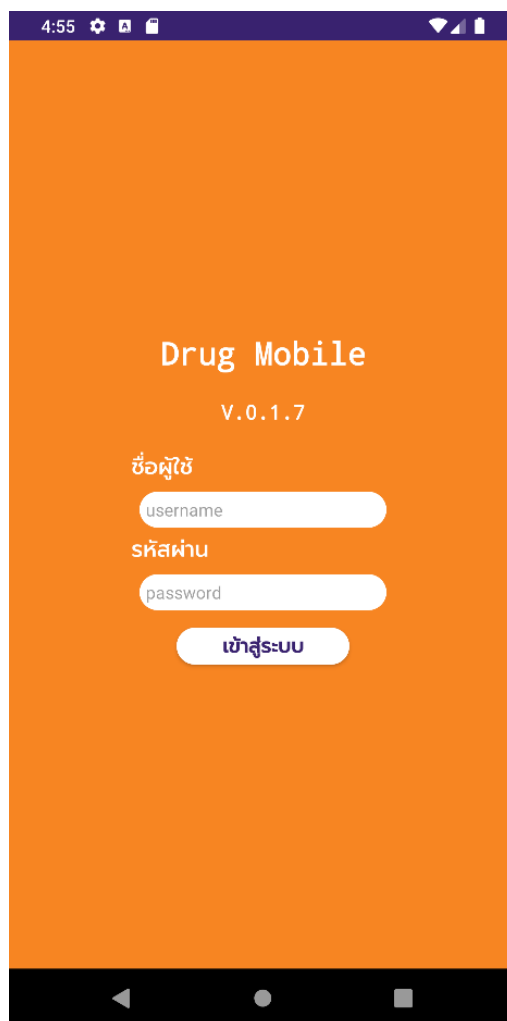 4:55
Drug Mobile
V.0.1.7
ชื่อผู้ใช้
username
รหัสผ่าน
password
เข้าสู่ระบบ